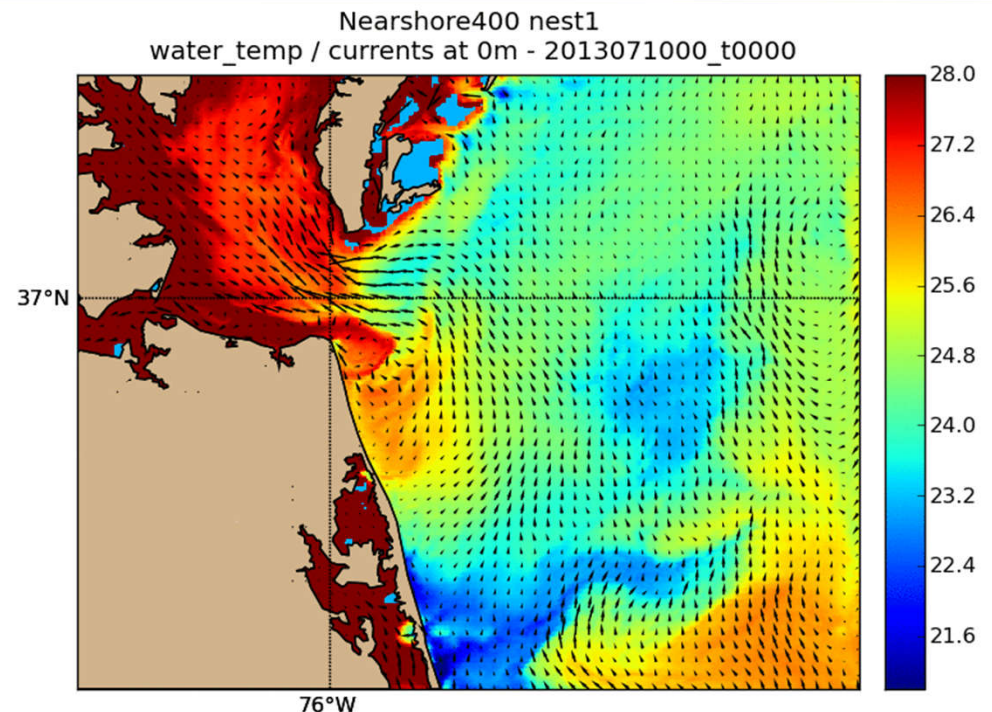 Nearshore400 nest1
water_temp / currents at 0m - 2013071000_t0000
28.0
27.2
26.4
25.6
24.8
24.0
23.2
22.4
21.6
37°N
76°W